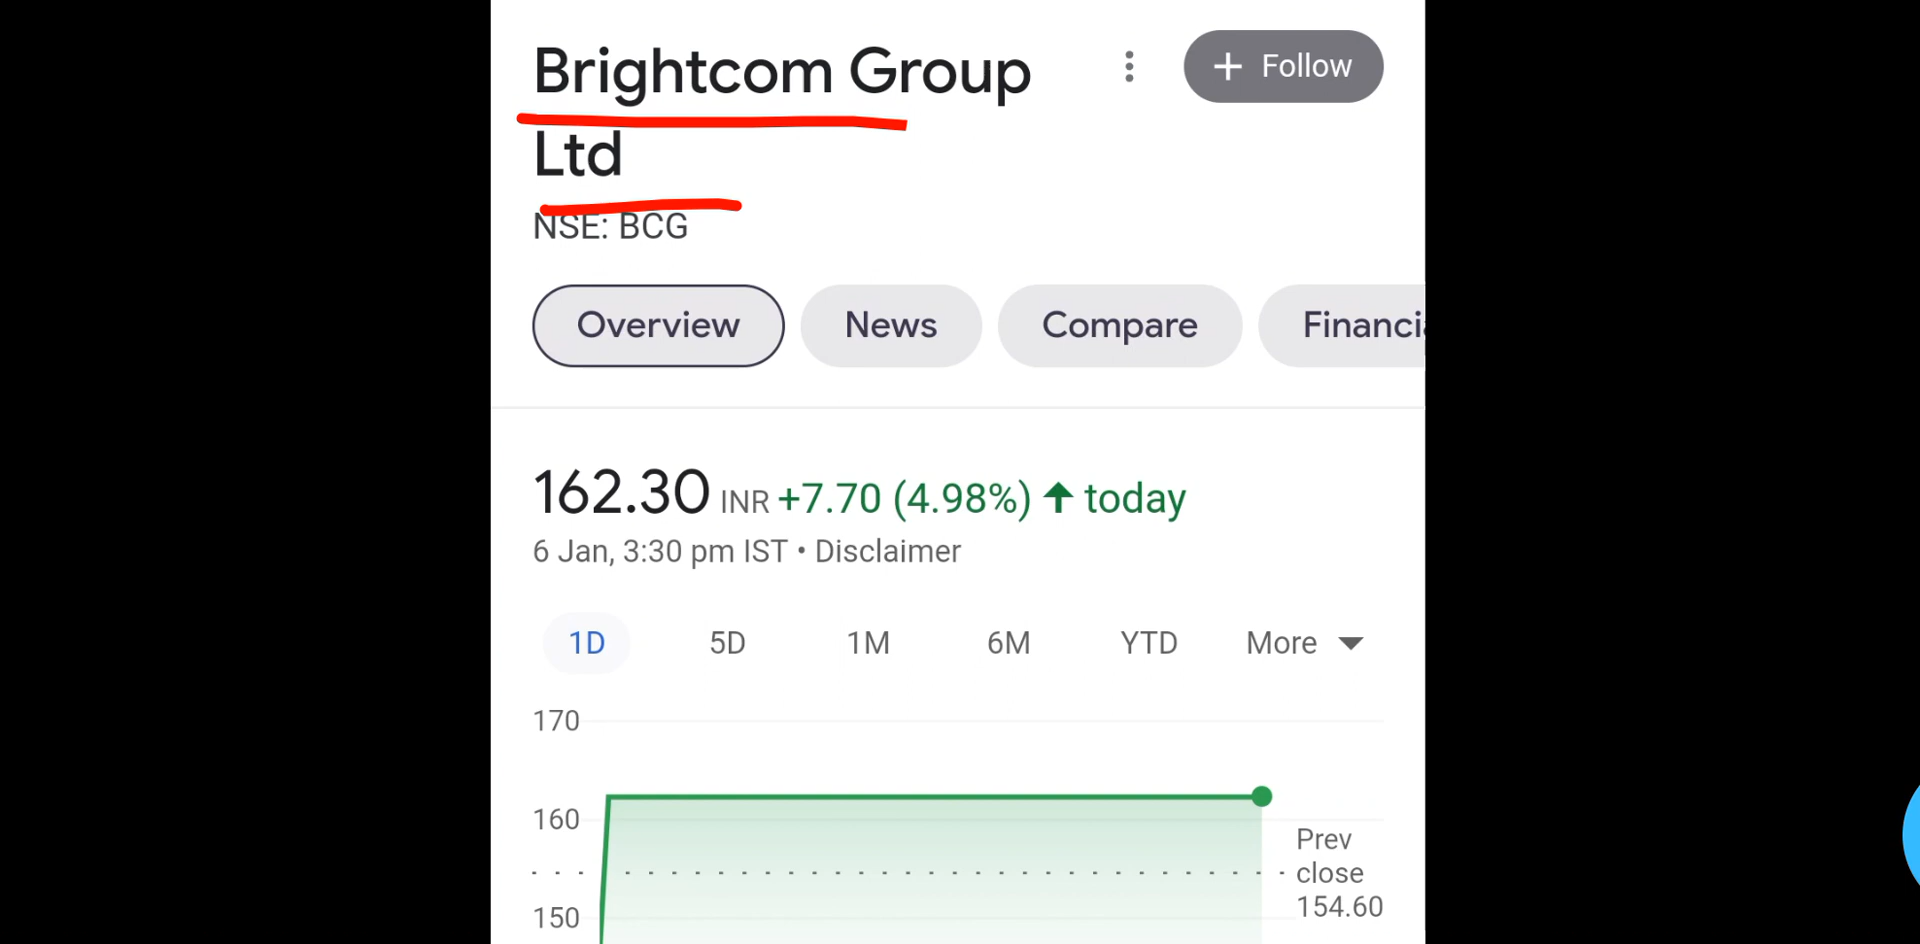 Brightcom Group
Ltd
+ Follow
NSE: BCG
Overview News Compare Financi
162.30 INR +7.70 (4.98%) ↑ today
6 Jan, 3:30 pm IST • Disclaimer
1D 5D 1M 6M YTD More
170
160
Prev
close
154.60
150